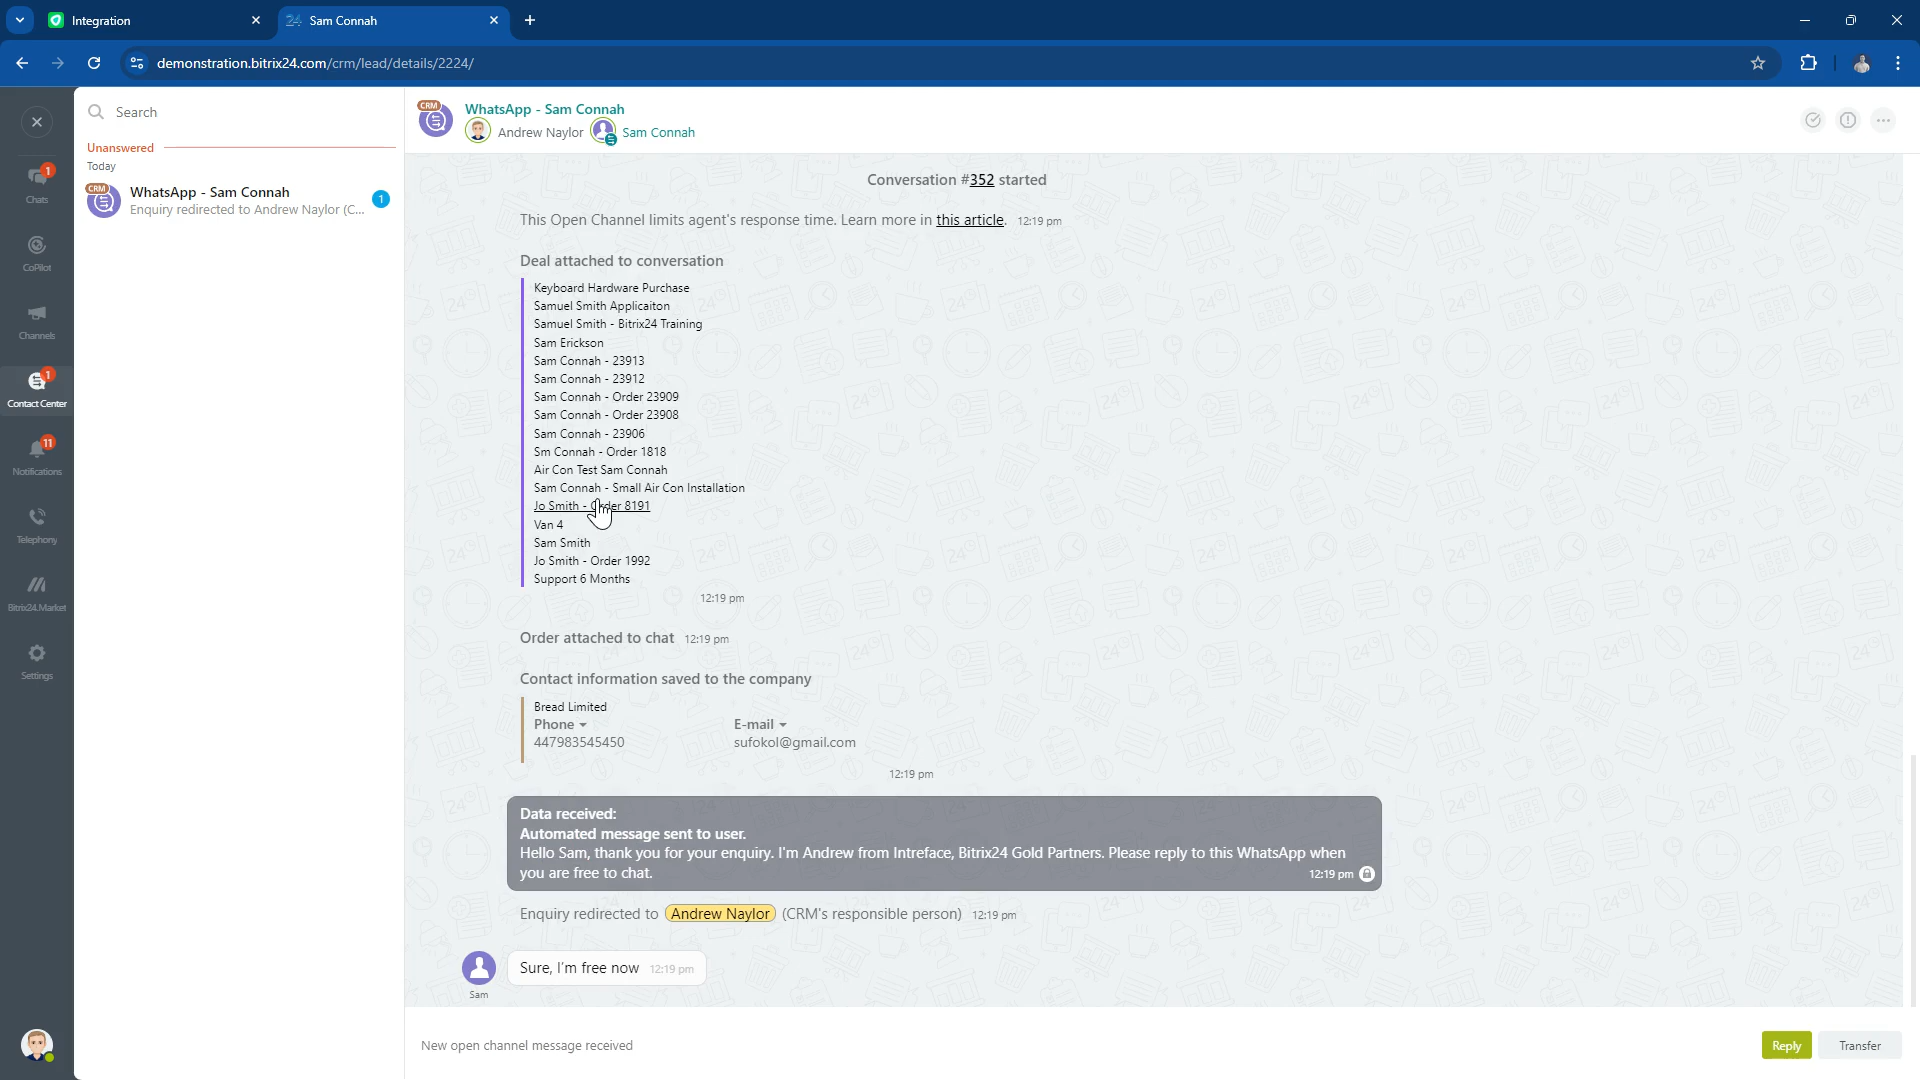 Integration
Sam Connah
demonstration.bitrix24.com/crm/lead/details/2224/
Search
Unanswered
Today
CRM
WhatsApp - Sam Connah
Enquiry redirected to Andrew Naylor (C...
1
1
Chats
CoPilot
Channels
1
Contact Center
11
Notifications
Telephony
Bitrix24.Market
Settings
CRM
WhatsApp - Sam Connah
Andrew Naylor
Sam Connah
Conversation #352 started
This Open Channel limits agent's response time. Learn more in this article. 12:19 pm
Deal attached to conversation
Keyboard Hardware Purchase
Samuel Smith Applicaiton
Samuel Smith - Bitrix24 Training
Sam Erickson
Sam Connah - 23913
Sam Connah - 23912
Sam Connah - Order 23909
Sam Connah - Order 23908
Sam Connah - 23906
Sm Connah - Order 1818
Air Con Test Sam Connah
Sam Connah - Small Air Con Installation
Jo Smith - Order 8191
Van 4
Sam Smith
Jo Smith - Order 1992
Support 6 Months
12:19 pm
Order attached to chat 12:19 pm
Contact information saved to the company
Bread Limited
Phone E-mail
447983545450 sufokol@gmail.com
12:19 pm
Data received:
Automated message sent to user.
Hello Sam, thank you for your enquiry. I'm Andrew from Intreface, Bitrix24 Gold Partners. Please reply to this WhatsApp when
you are free to chat. 12:19 pm
Enquiry redirected to Andrew Naylor (CRM's responsible person) 12:19 pm
Sure, I'm free now 12:19 pm
Sam
New open channel message received
Reply
Transfer